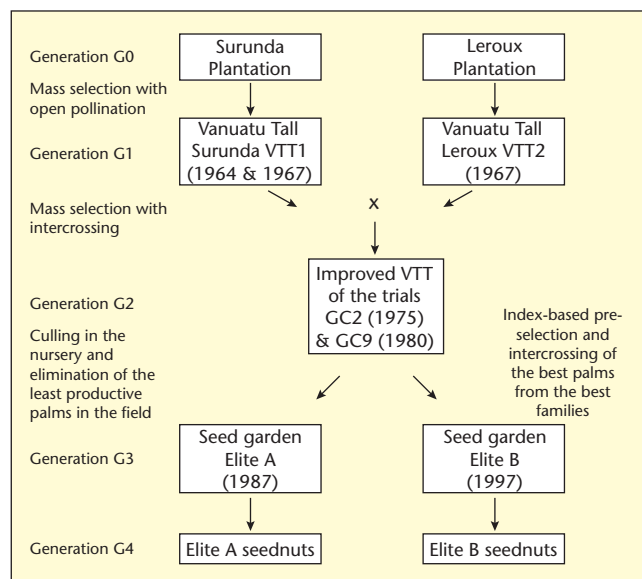 Generation G0
Surunda
Plantation
Leroux
Plantation
Mass selection with
open pollination
Generation G1
Vanuatu Tall
Surunda VTT1
(1964 & 1967)
Vanuatu Tall
Leroux VTT2
(1967)
Mass selection with
intercrossing
x
Generation G2
Improved VTT
of the trials
GC2 (1975)
& GC9 (1980)
Culling in the
nursery and
elimination of the
least productive
palms in the field
Index-based pre-
selection and
intercrossing of
the best palms
from the best
families
Generation G3
Seed garden
Elite A
(1987)
Seed garden
Elite B
(1997)
Generation G4
Elite A seednuts
Elite B seednuts